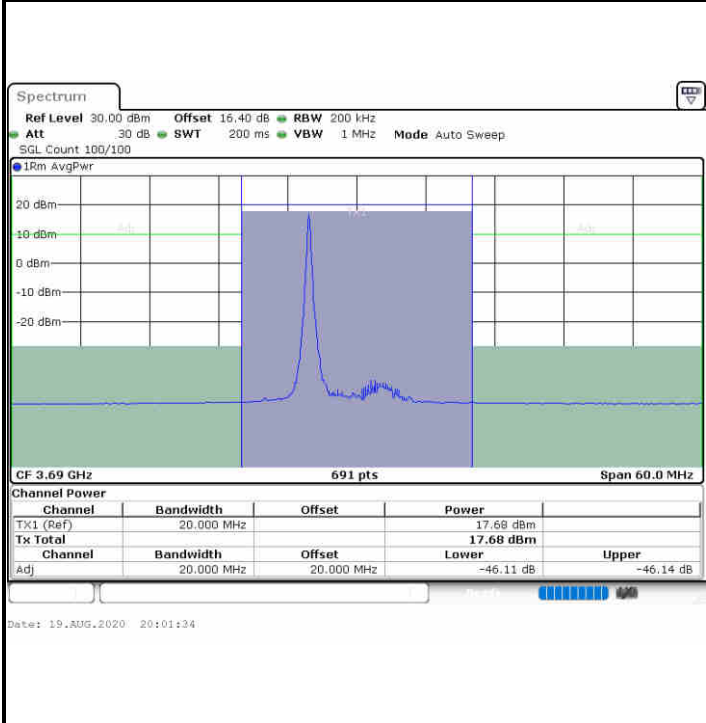 Spectrum
Ref Level 30.00 dBm Offset 16.40 dB RBW 200 kHz
Att 30 dB SWT 200 ms VBW 1 MHz Mode Auto Sweep
SGL Count 100/100
1Rm AvgPwr
20 dBm
TX1
Adj Adj
10 dBm
0 dBm
-10 dBm
-20 dBm
CF 3.69 GHz 691 pts Span 60.0 MHz
Channel Power
Channel Bandwidth Offset Power
TX1 (Ref) 20.000 MHz 17.68 dBm
Tx Total 17.68 dBm
Channel Bandwidth Offset Lower Upper
Adj 20.000 MHz 20.000 MHz -46.11 dB -46.14 dB
Date: 19.AUG.2020 20:01:34